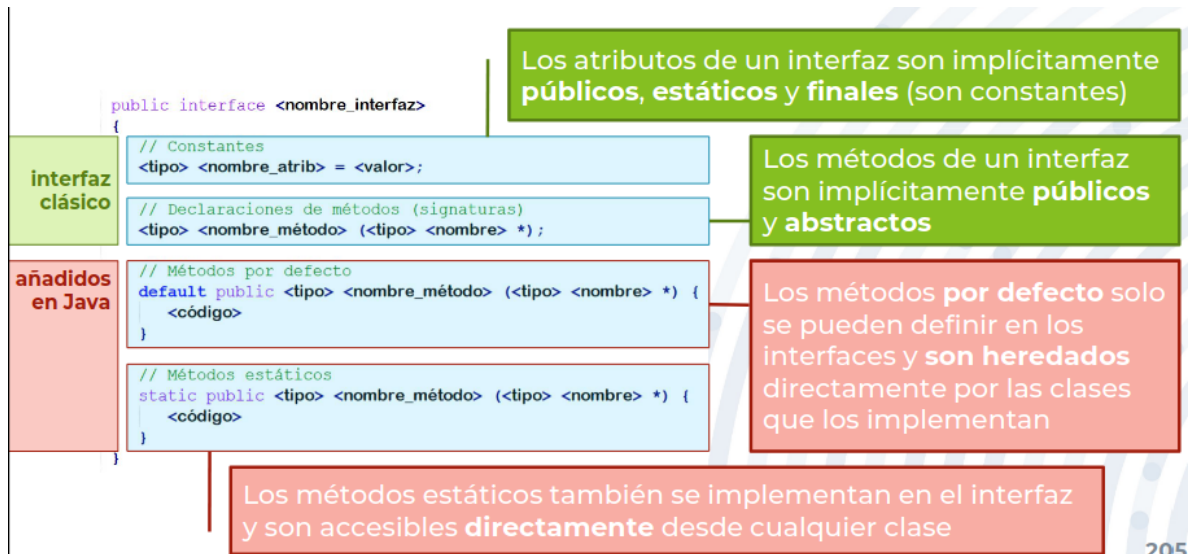 Los atributos de un interfaz son implícitamente
públicos, estáticos y finales (son constantes)
public interface <nombre_interfaz>
{
interfaz
clásico
// Constantes
<tipo> <nombre_atrib> = <valor>;
Los métodos de un interfaz
son implícitamente públicos
y abstractos
// Declaraciones de métodos (signaturas)
<tipo> <nombre_método> (<tipo> <nombre> *);
añadidos
en Java
// Métodos por defecto
default public <tipo> <nombre_método> (<tipo> <nombre> *) {
<código>
}
Los métodos por defecto solo
se pueden definir en los
interfaces y son heredados
directamente por las clases
que los implementan
// Métodos estáticos
static public <tipo> <nombre_método> (<tipo> <nombre> *) {
<código>
}
}
Los métodos estáticos también se implementan en el interfaz
y son accesibles directamente desde cualquier clase
205